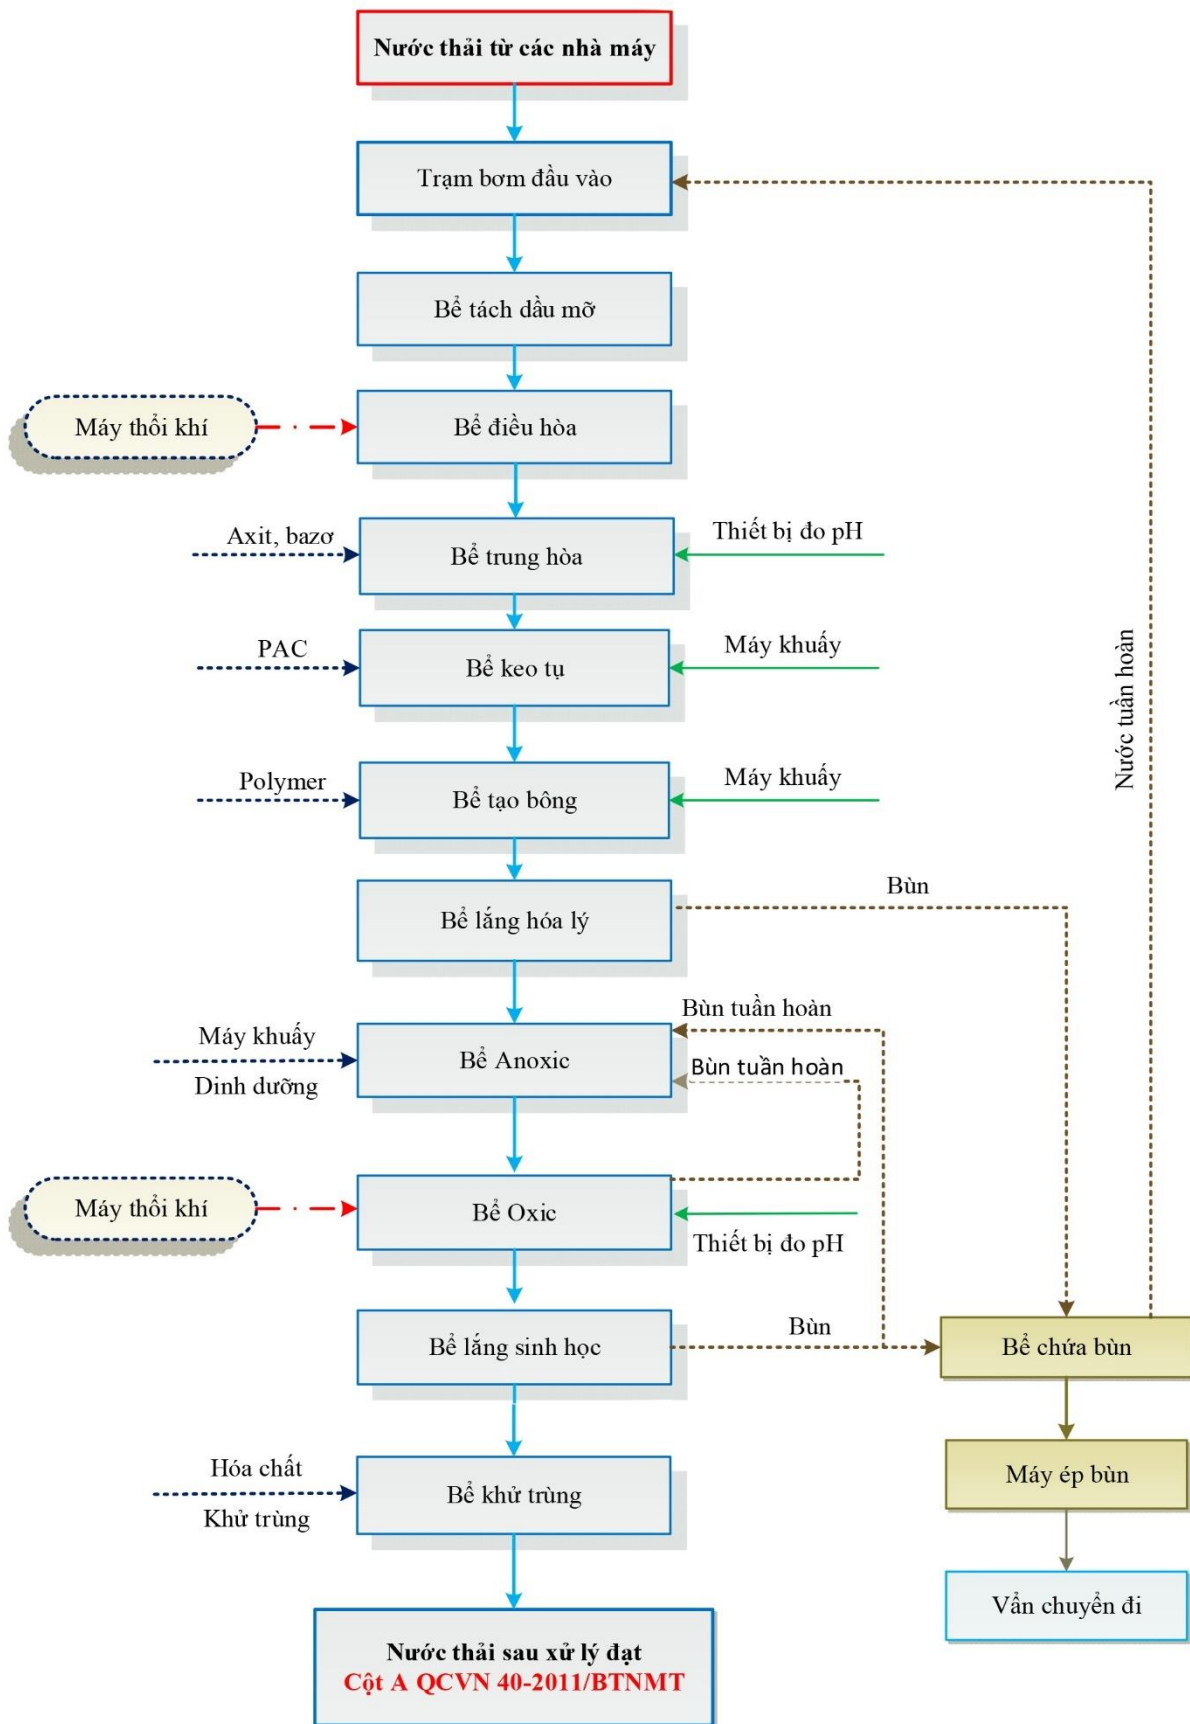 Nước thải từ các nhà máy
Trạm bơm đầu vào
Bể tách dầu mỡ
Máy thổi khí
Bể điều hòa
Axit, bazơ
Bể trung hòa
Thiết bị đo pH
PAC
Bể keo tụ
Máy khuấy
Nước tuần hoàn
Polymer
Bể tạo bông
Máy khuấy
Bể lắng hóa lý
Bùn
Máy khuấy
Dinh dưỡng
Bể Anoxic
Bùn tuần hoàn
Bùn tuần hoàn
Máy thổi khí
Bể Oxic
Thiết bị đo pH
Bể lắng sinh học
Bùn
Bể chứa bùn
Máy ép bùn
Hóa chất
Khử trùng
Bể khử trùng
Vẩn chuyển đi
Nước thải sau xử lý đạt
Cột A QCVN 40-2011/BTNMT